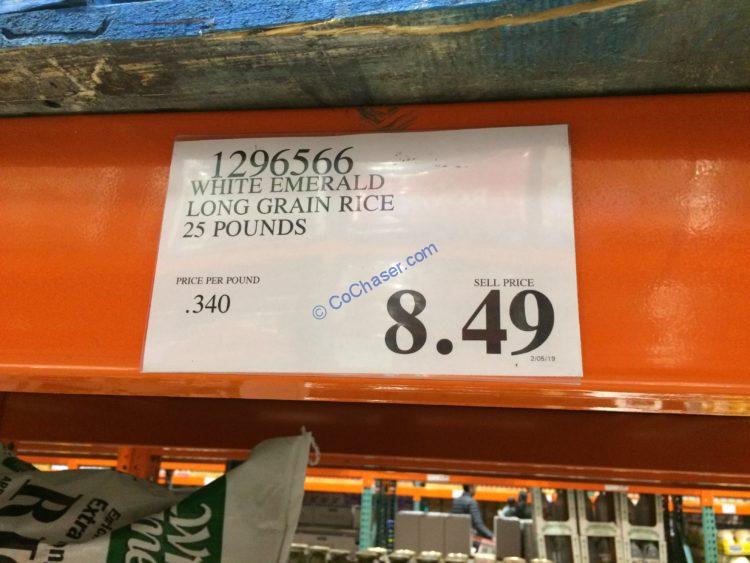 1296566
WHITE EMERALD
LONG GRAIN RICE
25 POUNDS
PRICE PER POUND
.340
SELL PRICE
8.49
2/05/19
© CoChaser.com
Extra